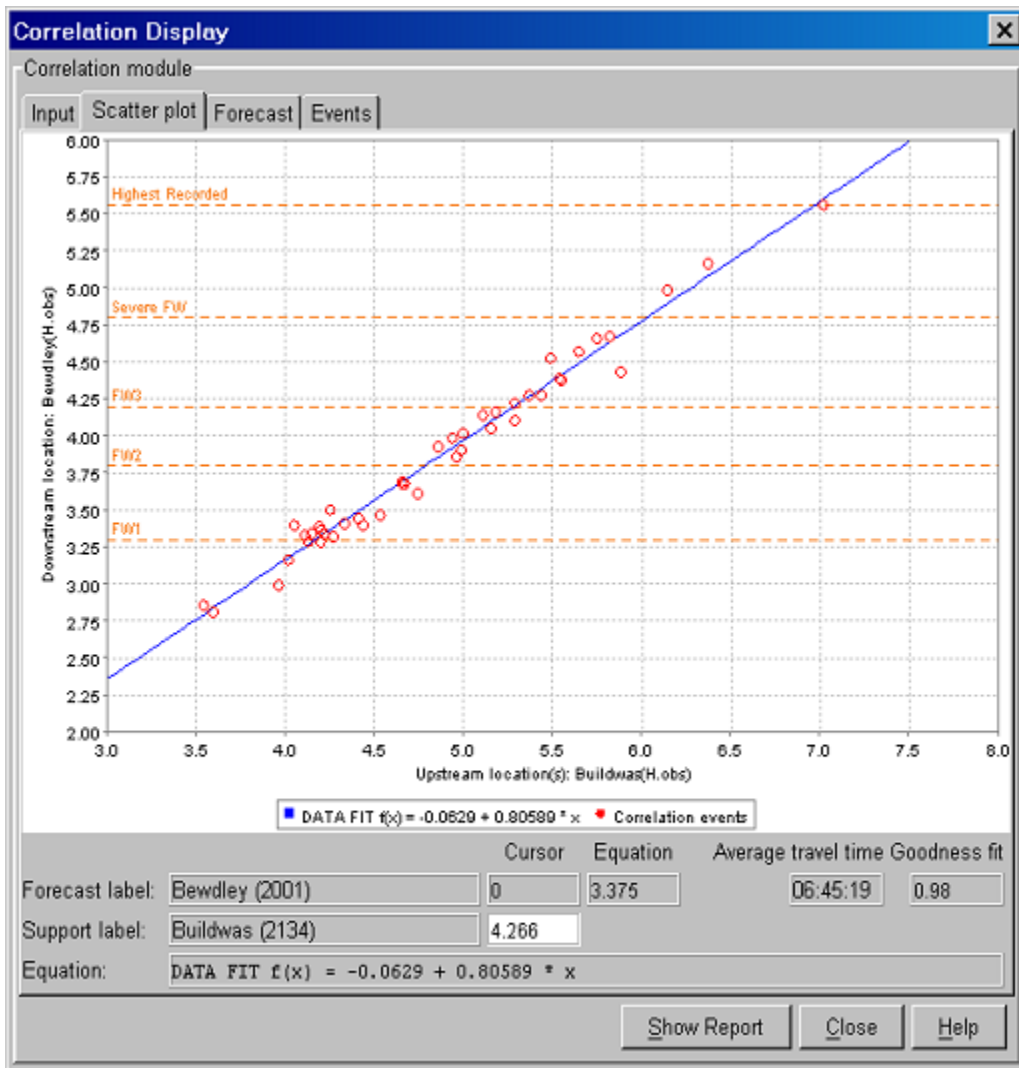 Correlation Display
Correlation module
Input Scatter plot Forecast Events
6.00
5.75
Highest Recorded
5.50
5.25
5.00
Severe FW
4.75
4.50
4.25
FW3
4.00
FW2
3.75
3.50
FW1
3.25
3.00
2.75
2.50
2.25
2.00
Downstream location: Bewdley(H.obs)
3.0 3.5 4.0 4.5 5.0 5.5 6.0 6.5 7.0 7.5 8.0
Upstream location(s): Buildwas(H.obs)
DATA FIT f(x) = -0.0629 + 0.80589 * x Correlation events
Cursor Equation Average travel time Goodness fit
Forecast label: Bewdley (2001) 0 3.375 06:45:19 0.98
Support label: Buildwas (2134) 4.266
Equation: DATA FIT f(x) = -0.0629 + 0.80589 * x
Show Report Close Help